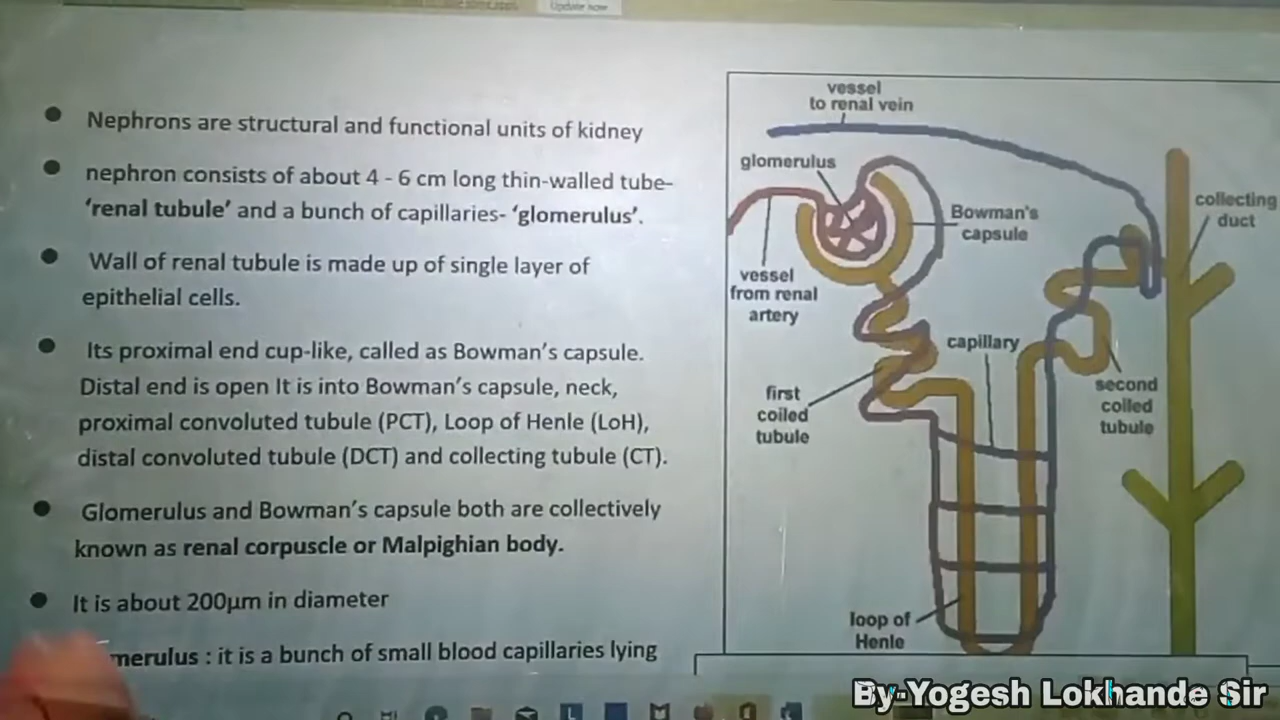 Update now
Nephrons are structural and functional units of kidney
nephron consists of about 4 - 6 cm long thin-walled tube-
‘renal tubule’ and a bunch of capillaries- ‘glomerulus’.
Wall of renal tubule is made up of single layer of
epithelial cells.
Its proximal end cup-like, called as Bowman’s capsule.
Distal end is open It is into Bowman’s capsule, neck,
proximal convoluted tubule (PCT), Loop of Henle (LoH),
distal convoluted tubule (DCT) and collecting tubule (CT).
Glomerulus and Bowman’s capsule both are collectively
known as renal corpuscle or Malpighian body.
It is about 200μm in diameter
merulus : it is a bunch of small blood capillaries lying
vessel
to renal vein
glomerulus
collecting
duct
Bowman's
capsule
vessel
from renal
artery
capillary
first
coiled
tubule
second
coiled
tubule
loop of
Henle
By-Yogesh Lokhande Sir